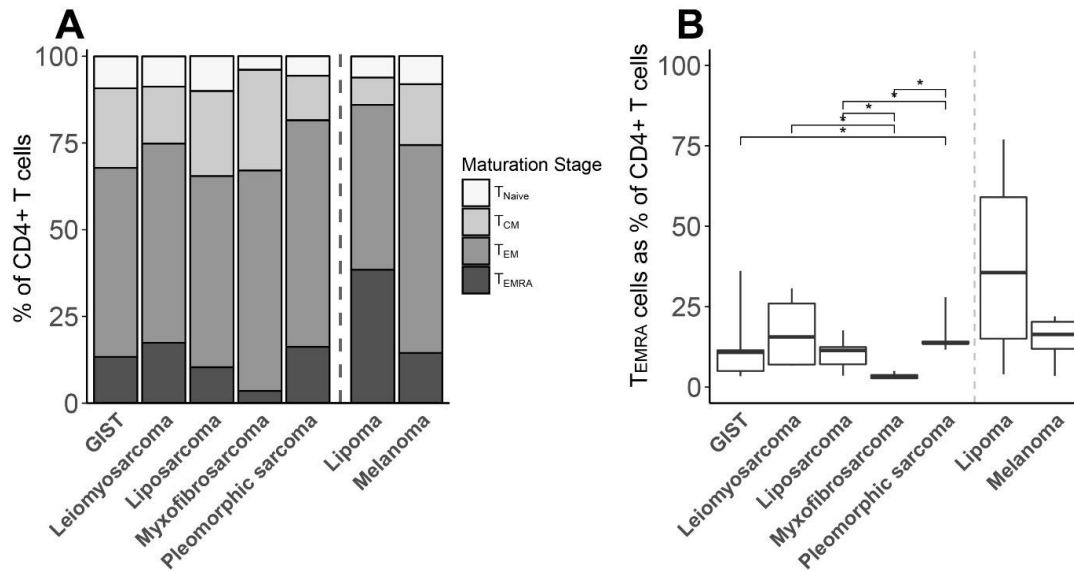 A
% of CD4+ T cells
100
75
50
25
0
GIST
Leiomyosarcoma
Liposarcoma
Myxofibrosarcoma
Pleomorphic sarcoma
Lipoma
Melanoma
Maturation Stage
TNaive
TCM
TEM
TEMRA
B
TEMRA cells as % of CD4+ T cells
100
75
50
25
0
*
*
*
*
*
GIST
Leiomyosarcoma
Liposarcoma
Myxofibrosarcoma
Pleomorphic sarcoma
Lipoma
Melanoma